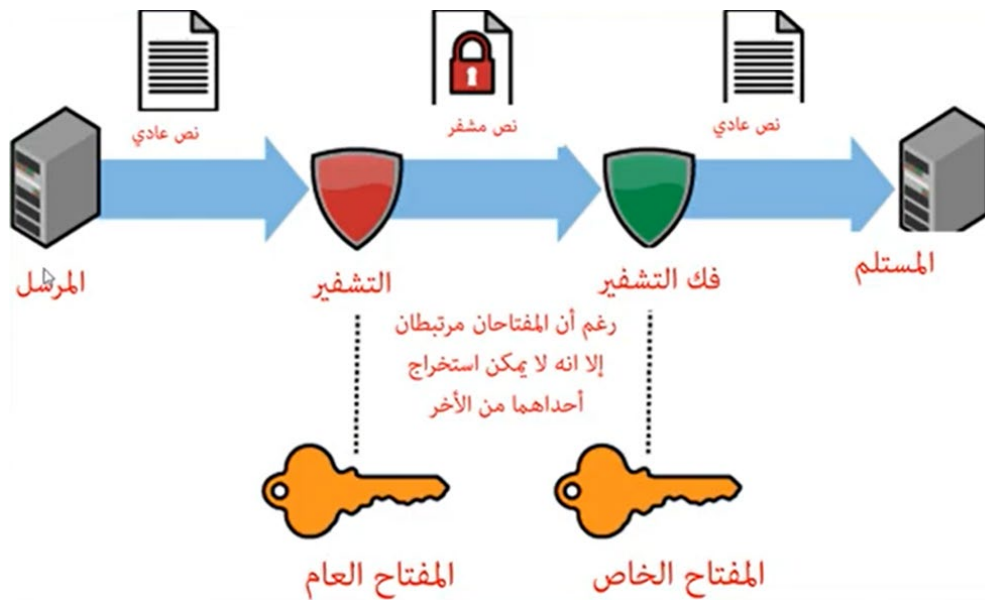 نص عادي
نص مشفر
نص عادي
المرسل
التشفير
فك التشفير
المستلم
رغم أن المفتاحان مرتبطان
إلا انه لا يمكن استخراج
أحداهما من الأخر
المفتاح العام
المفتاح الخاص